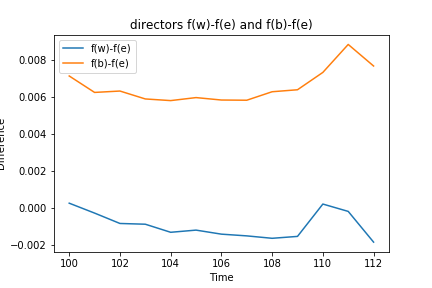 directors f(w)-f(e) and f(b)-f(e)
f(w)-f(e)
f(b)-f(e)
Difference
0.008
0.006
0.004
0.002
0.000
−0.002
100
102
104
106
108
110
112
Time